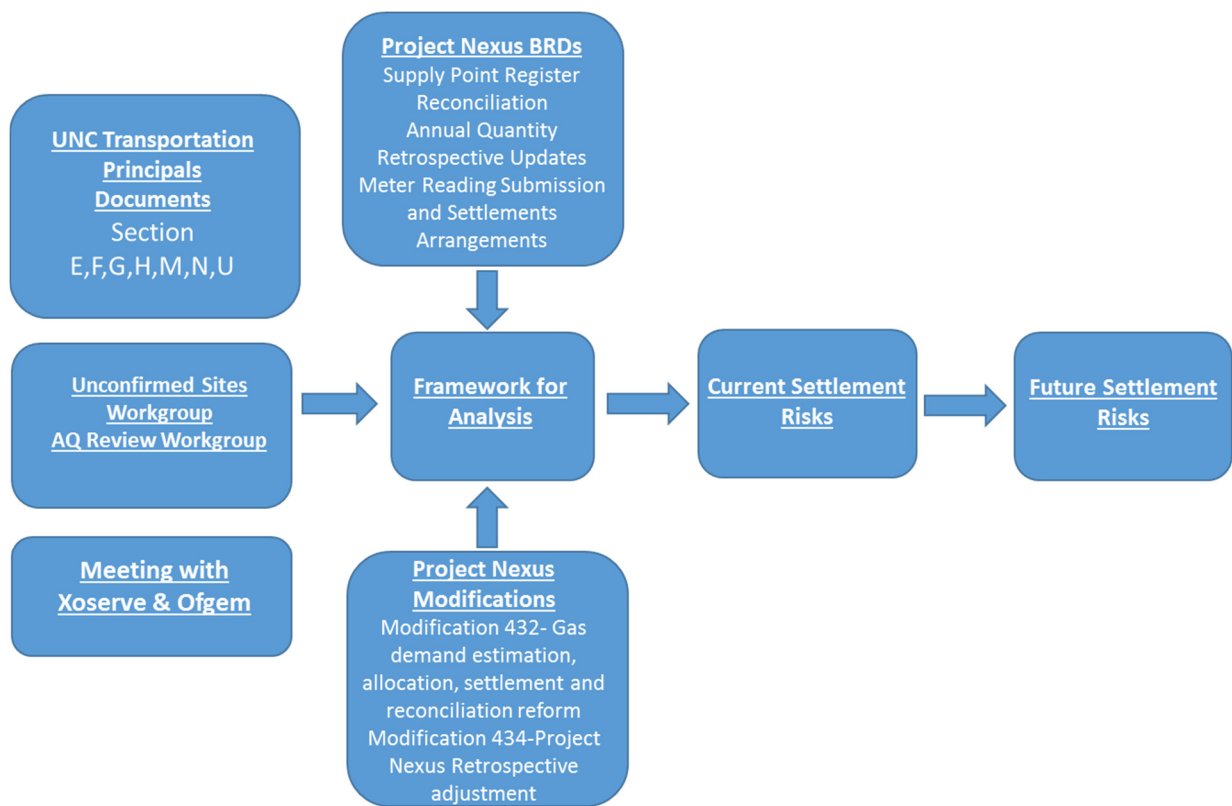 UNC Transportation
Principals
Documents
Section
E,F,G,H,M,N,U
Unconfirmed Sites
Workgroup
AQ Review Workgroup
Meeting with
Xoserve & Ofgem
Project Nexus BRDs
Supply Point Register
Reconciliation
Annual Quantity
Retrospective Updates
Meter Reading Submission
and Settlements
Arrangements
Framework for
Analysis
Project Nexus
Modifications
Modification 432- Gas
demand estimation,
allocation, settlement and
reconciliation reform
Modification 434-Project
Nexus Retrospective
adjustment
Current Settlement
Risks
Future Settlement
Risks